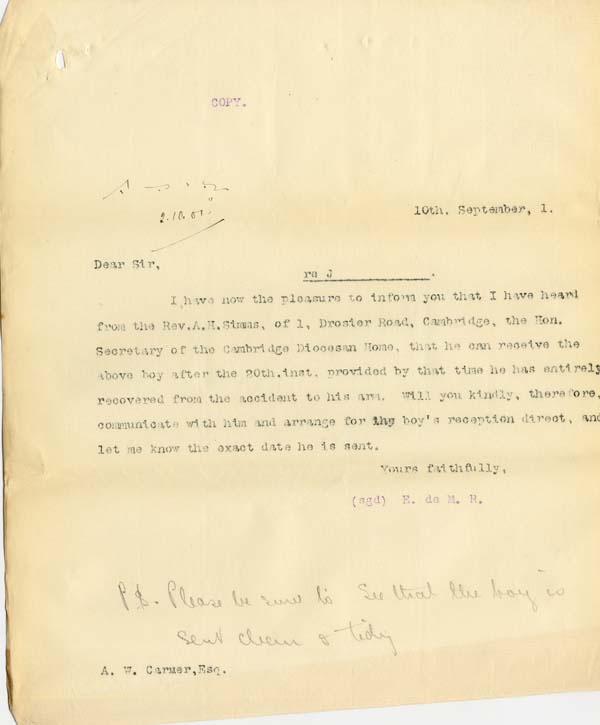 COPY.
2.10.01.
10th. September, 1.
Dear Sir,
re J __________.
I have now the pleasure to inform you that I have heard
from the Rev.A.H.Simms, of 1, Drosier Road, Cambridge, the Hon.
Secretary of the Cambridge Diocesan Home, that he can receive the
above boy after the 20th.inst. provided by that time he has entirely
recovered from the accident to his arm. Will you kindly, therefore,
communicate with him and arrange for thy boy's reception direct, and
let me know the exact date he is sent.
Yours faithfully,
(sgd) E. de M. R.
P.S. Please be sure to see that the boy is
sent clean & tidy
A. W. Carmer,Esq.